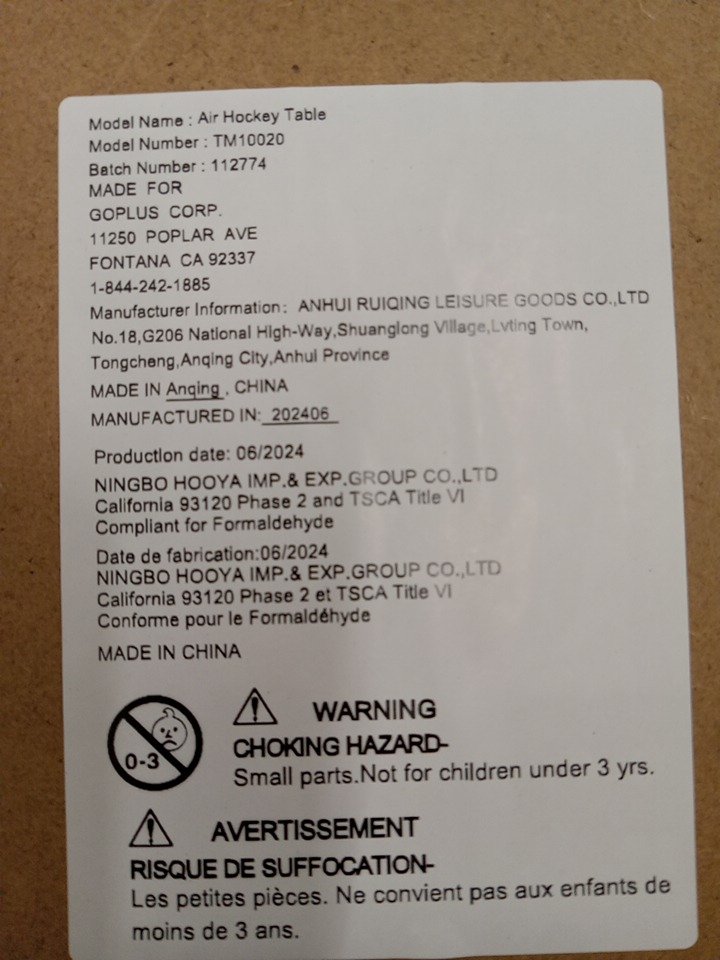 Model Name : Air Hockey Table
Model Number : TM10020
Batch Number : 112774
MADE FOR
GOPLUS CORP.
11250 POPLAR AVE
FONTANA CA 92337
1-844-242-1885
Manufacturer Information: ANHUI RUIQING LEISURE GOODS CO.,LTD
No.18,G206 National High-Way,Shuanglong Village,Lvting Town,
Tongcheng,Anqing City,Anhui Province
MADE IN Anqing , CHINA
MANUFACTURED IN: 202406
Production date: 06/2024
NINGBO HOOYA IMP.& EXP.GROUP CO.,LTD
California 93120 Phase 2 and TSCA Title VI
Compliant for Formaldehyde
Date de fabrication:06/2024
NINGBO HOOYA IMP.& EXP.GROUP CO.,LTD
California 93120 Phase 2 et TSCA Title VI
Conforme pour le Formaldéhyde
MADE IN CHINA
0-3
WARNING
CHOKING HAZARD-
Small parts.Not for children under 3 yrs.
AVERTISSEMENT
RISQUE DE SUFFOCATION-
Les petites pièces. Ne convient pas aux enfants de
moins de 3 ans.